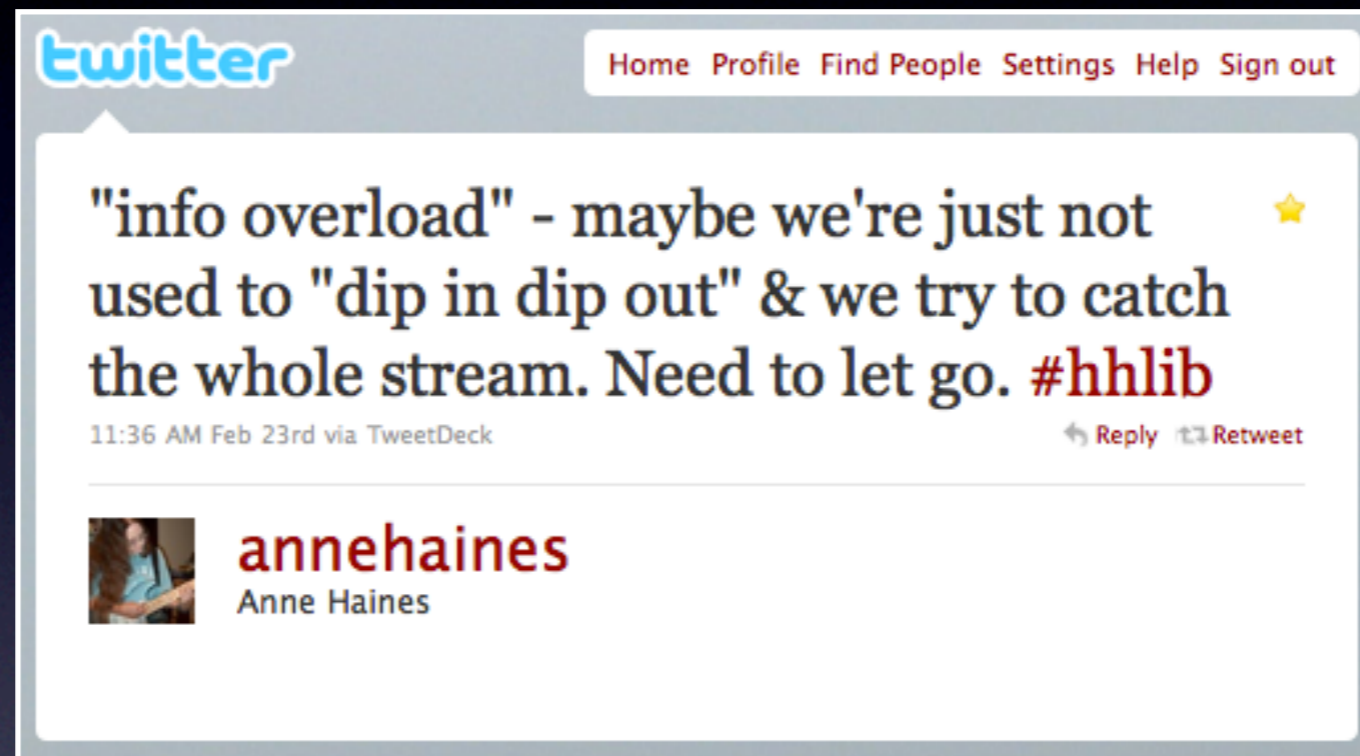 twitter
Home Profile Find People Settings Help Sign out
"info overload" - maybe we're just not
used to "dip in dip out" & we try to catch
the whole stream. Need to let go. #hhlib
11:36 AM Feb 23rd via TweetDeck
Reply Retweet
annehaines
Anne Haines